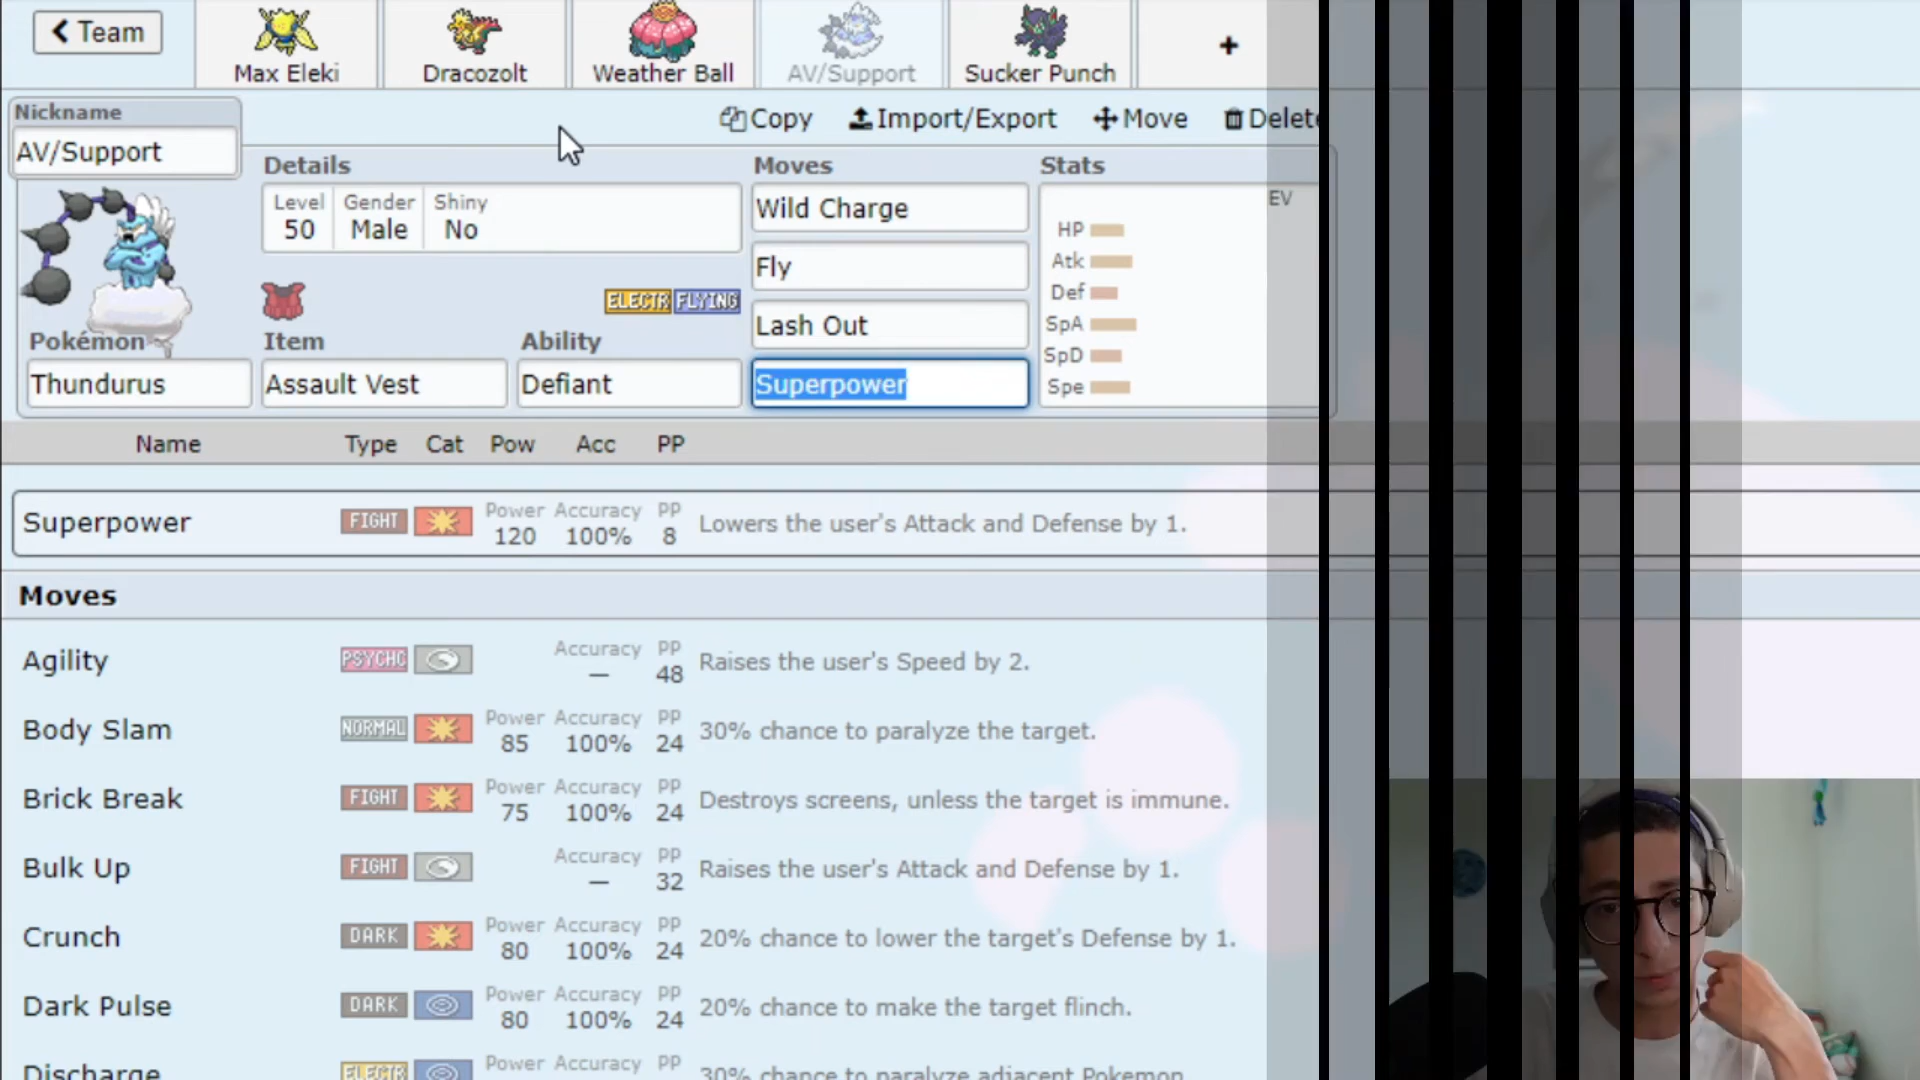 Team
Max Eleki
Dracozolt
Weather Ball
AV/Support
Sucker Punch
+
Nickname
AV/Support
Copy
Import/Export
Move
Delete
Details
Moves
Stats
Level
Gender
Shiny
50
Male
No
Wild Charge
EV
HP
Fly
Atk
Def
ELECTR
FLYING
Lash Out
SpA
Pokémon
Item
Ability
SpD
Thundurus
Assault Vest
Defiant
Superpower
Spe
Name Type Cat Pow Acc PP
Superpower FIGHT Power 120 Accuracy 100% PP 8 Lowers the user's Attack and Defense by 1.
Moves
Agility PSYCHC Accuracy — PP 48 Raises the user's Speed by 2.
Body Slam NORMAL Power 85 Accuracy 100% PP 24 30% chance to paralyze the target.
Brick Break FIGHT Power 75 Accuracy 100% PP 24 Destroys screens, unless the target is immune.
Bulk Up FIGHT Accuracy — PP 32 Raises the user's Attack and Defense by 1.
Crunch DARK Power 80 Accuracy 100% PP 24 20% chance to lower the target's Defense by 1.
Dark Pulse DARK Power 80 Accuracy 100% PP 24 20% chance to make the target flinch.
Discharge ELECTR Power Accuracy PP 30% chance to paralyze adjacent Pokemon.